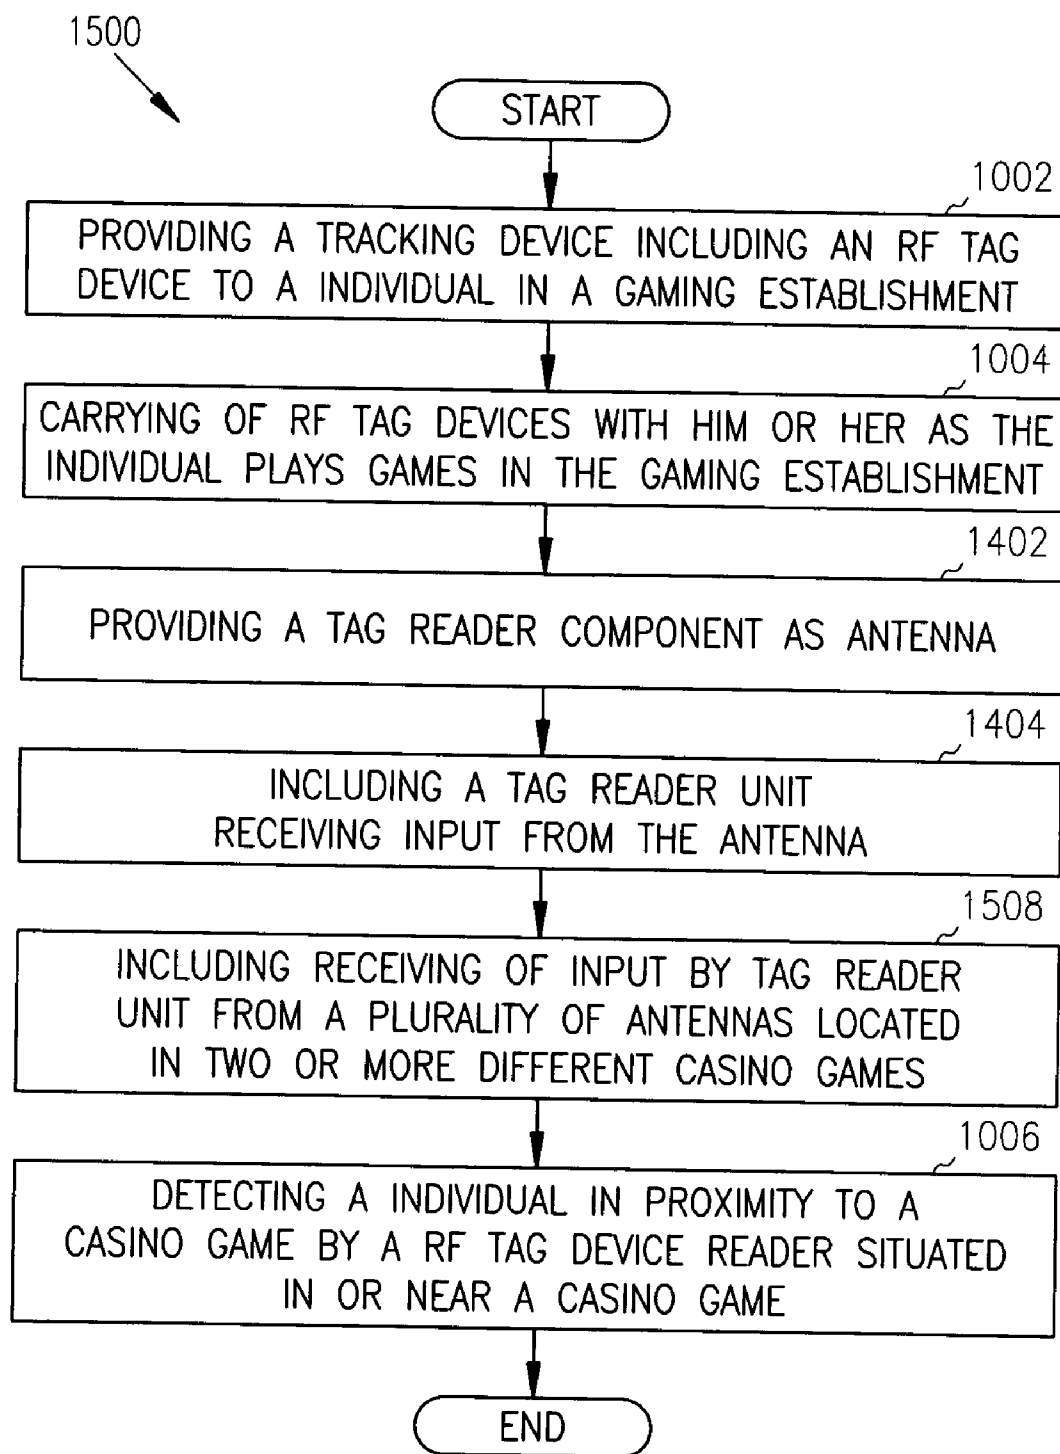 1500
START
1002
PROVIDING A TRACKING DEVICE INCLUDING AN RF TAG
DEVICE TO A INDIVIDUAL IN A GAMING ESTABLISHMENT
1004
CARRYING OF RF TAG DEVICES WITH HIM OR HER AS THE
INDIVIDUAL PLAYS GAMES IN THE GAMING ESTABLISHMENT
1402
PROVIDING A TAG READER COMPONENT AS ANTENNA
1404
INCLUDING A TAG READER UNIT
RECEIVING INPUT FROM THE ANTENNA
1508
INCLUDING RECEIVING OF INPUT BY TAG READER
UNIT FROM A PLURALITY OF ANTENNAS LOCATED
IN TWO OR MORE DIFFERENT CASINO GAMES
1006
DETECTING A INDIVIDUAL IN PROXIMITY TO A
CASINO GAME BY A RF TAG DEVICE READER SITUATED
IN OR NEAR A CASINO GAME
END